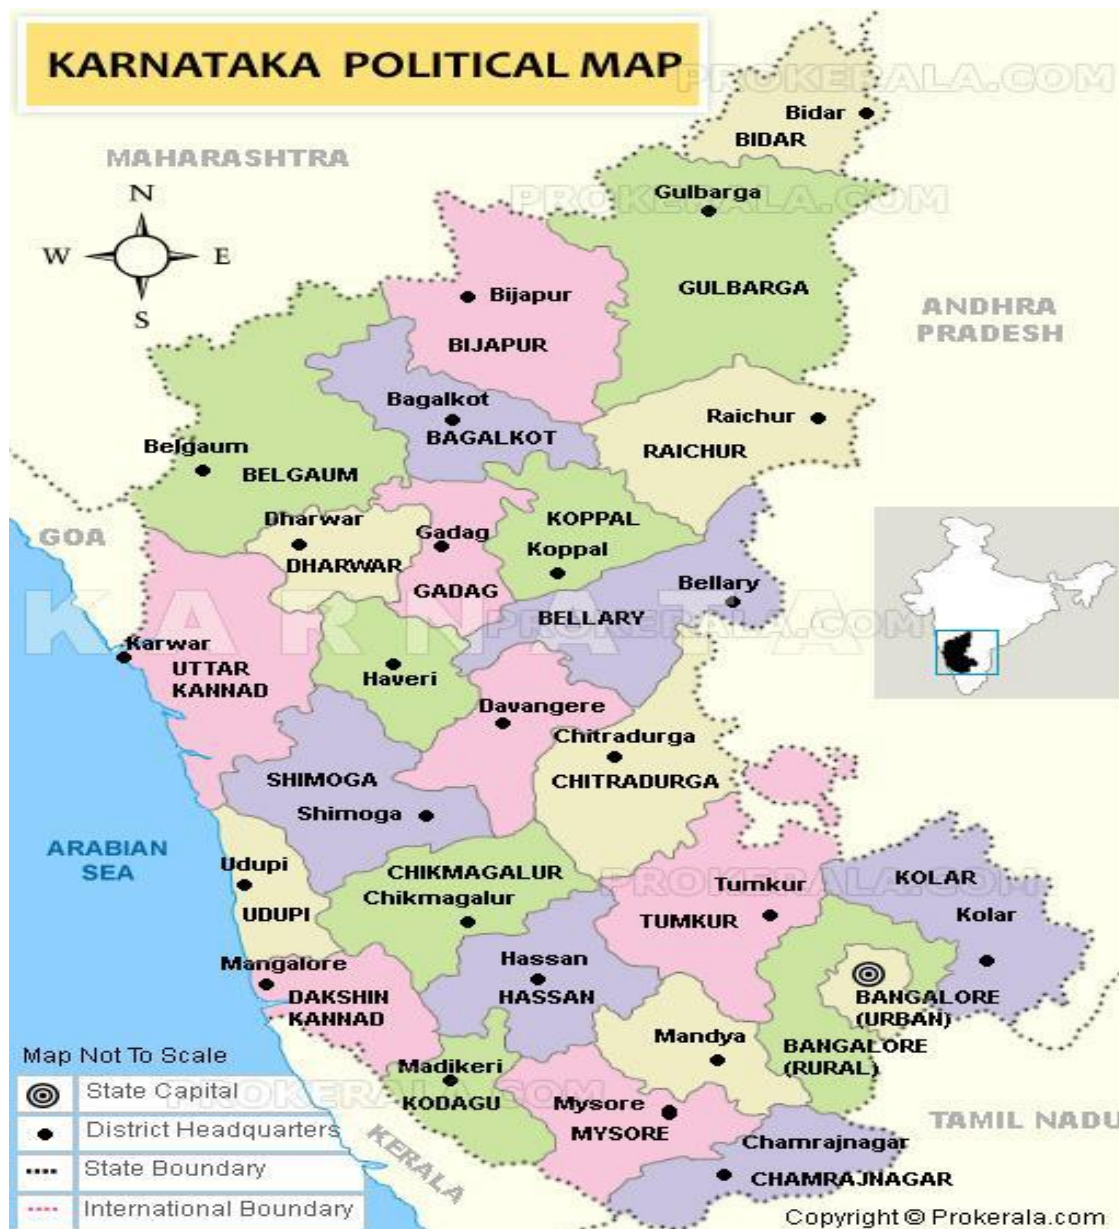 KARNATAKA POLITICAL MAP
PROKERALA.COM
Bidar
BIDAR
MAHARASHTRA
N
W
E
S
PROKERALA.COM
Gulbarga
GULBARGA
ANDHRA
PRADESH
Bijapur
BIJAPUR
Bagalkot
BAGALKOT
Raichur
RAICHUR
Belgaum
BELGAUM
GOA
Dharwar
DHARWAR
Gadag
GADAG
KOPPAL
Koppal
Bellary
BELLARY
KARNATA
PROKERALA.COM
Karwar
UTTAR
KANNAD
Haveri
Davangere
Chitradurga
CHITRADURGA
SHIMOGA
Shimoga
ARABIAN
SEA
Udupi
UDUPI
CHIKMAGALUR
Chikmagalur
PROKERALA.COM
Tumkur
TUMKUR
KOLAR
Kolar
Mangalore
DAKSHIN
KANNAD
Hassan
HASSAN
BANGALORE
(URBAN)
Mandya
BANGALORE
(RURAL)
Madikeri
KODAGU
PROKERALA.COM
Mysore
MYSORE
KERALA
TAMIL NADU
Chamrajnagar
CHAMRAJNAGAR
Map Not To Scale
State Capital
District Headquarters
State Boundary
International Boundary
Copyright © Prokerala.com